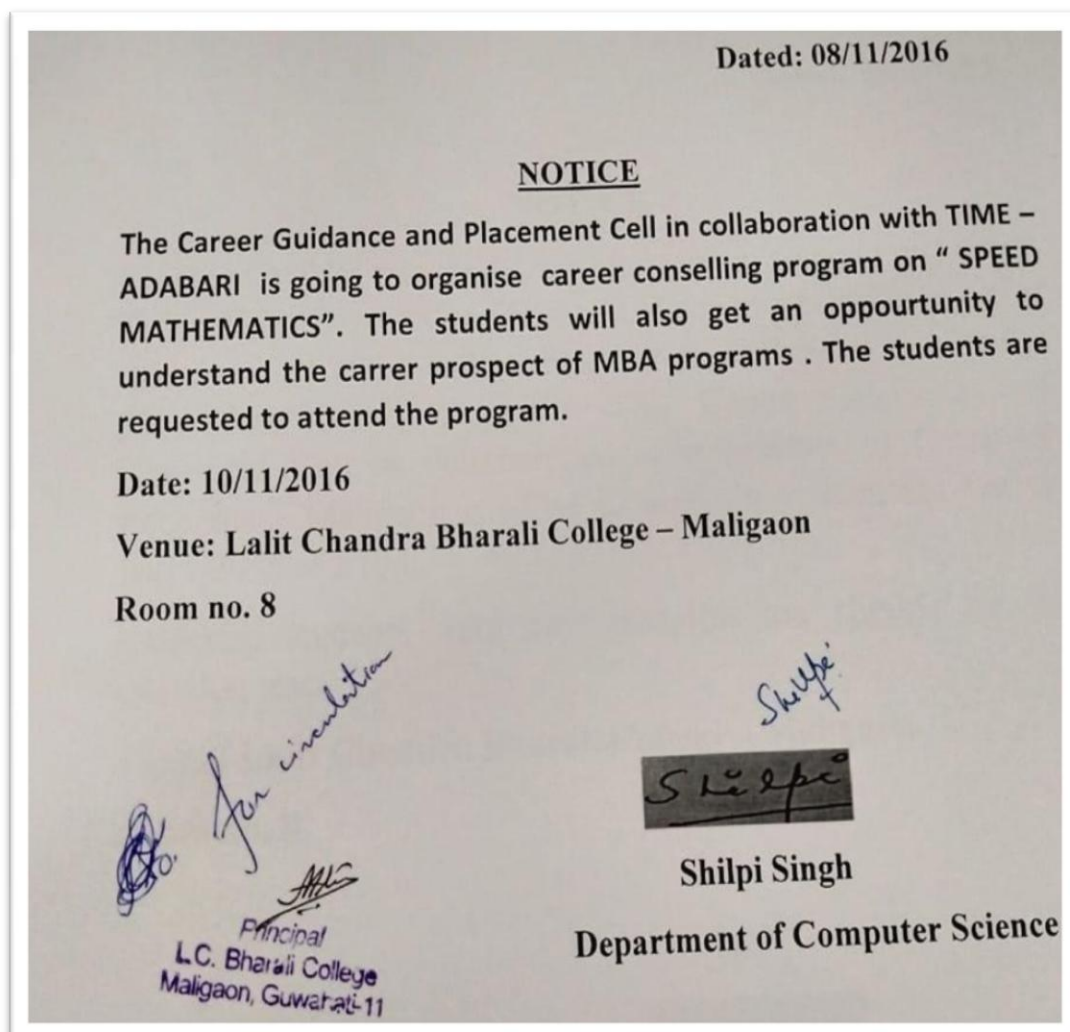 Dated: 08/11/2016
NOTICE
The Career Guidance and Placement Cell in collaboration with TIME –
ADABARI is going to organise career conselling program on “ SPEED
MATHEMATICS”. The students will also get an oppourtunity to
understand the carrer prospect of MBA programs . The students are
requested to attend the program.
Date: 10/11/2016
Venue: Lalit Chandra Bharali College – Maligaon
Room no. 8
for circulation
Shilpi
Shilpi
Shilpi Singh
Department of Computer Science
Principal
L.C. Bharali College
Maligaon, Guwahati-11